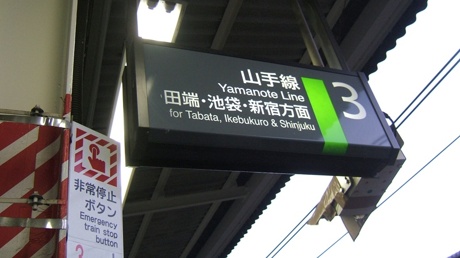 山手線
Yamanote Line
田端・池袋・新宿方面
for Tabata, Ikebukuro & Shinjuku
3
非常停止
ボタン
Emergency
train stop
button
3